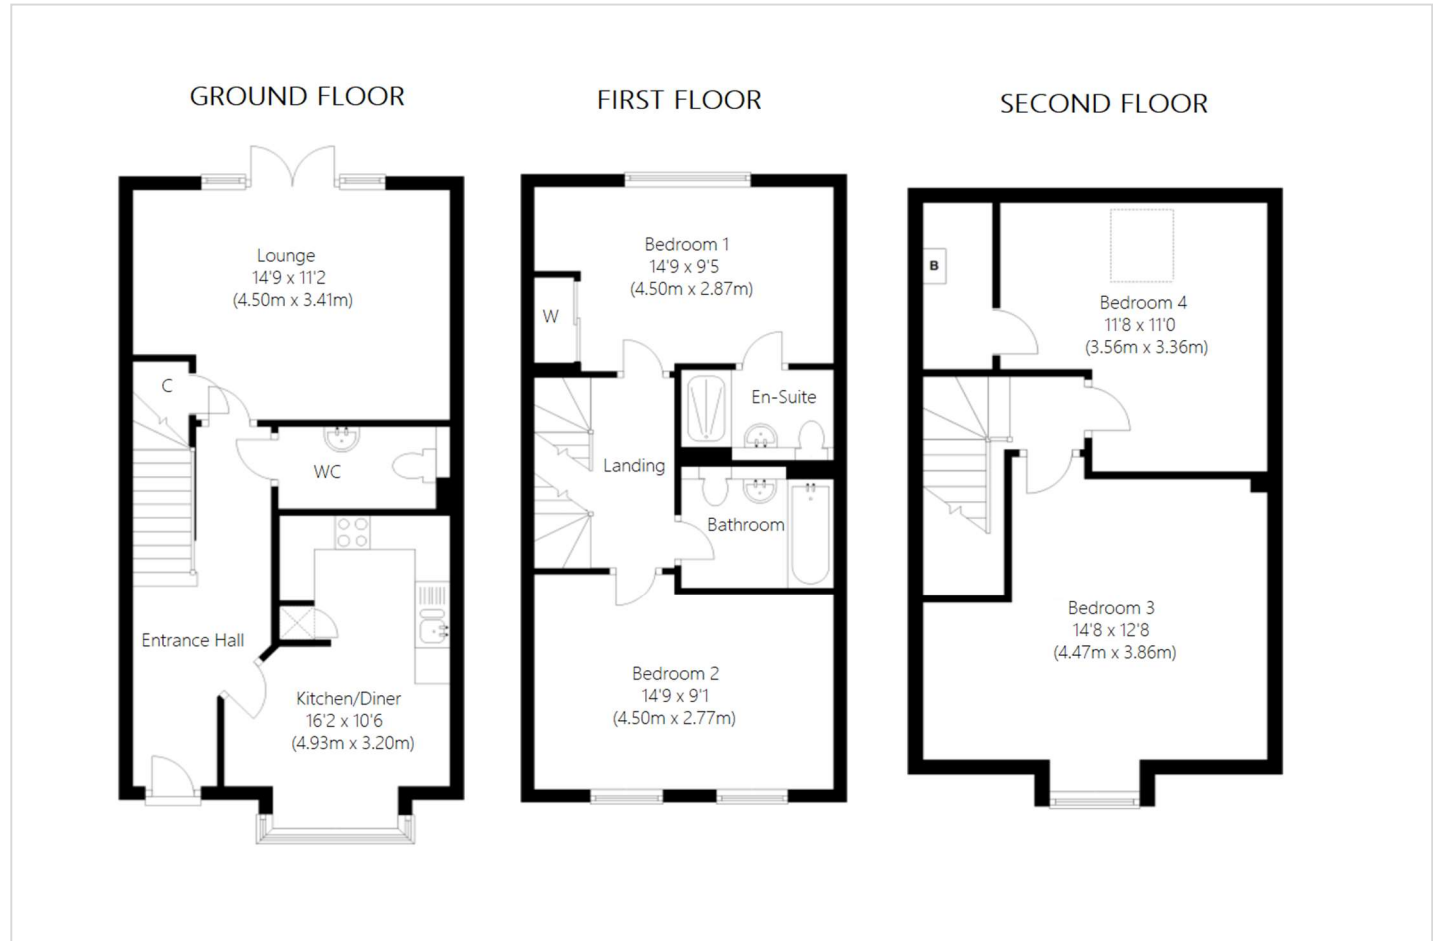 GROUND FLOOR
Lounge
14'9 x 11'2
(4.50m x 3.41m)
C
WC
Entrance Hall
Kitchen/Diner
16'2 x 10'6
(4.93m x 3.20m)
FIRST FLOOR
Bedroom 1
14'9 x 9'5
(4.50m x 2.87m)
W
En-Suite
Landing
Bathroom
Bedroom 2
14'9 x 9'1
(4.50m x 2.77m)
SECOND FLOOR
B
Bedroom 4
11'8 x 11'0
(3.56m x 3.36m)
Bedroom 3
14'8 x 12'8
(4.47m x 3.86m)